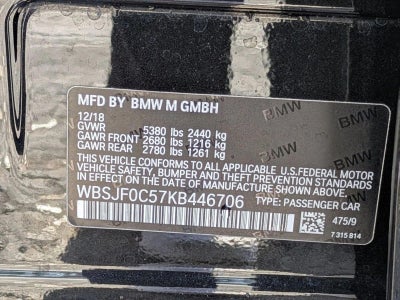 MFD BY BMW M GMBH
12/18
GVWR 5380 lbs 2440 kg
GAWR FRONT 2680 lbs 1216 kg
GAWR REAR 2780 lbs 1261 kg
THIS VEHICLE CONFORMS TO ALL APPLICABLE U.S.FEDERAL MOTOR
VEHICLE SAFETY, BUMPER, AND THEFT PREVENTION STANDARDS IN
EFFECT ON THE DATE OF MANUFACTURE SHOWN ABOVE.
WBSJF0C57KB446706 TYPE: PASSENGER CAR
475/9
7 315 814
BMW
BMW
BMW